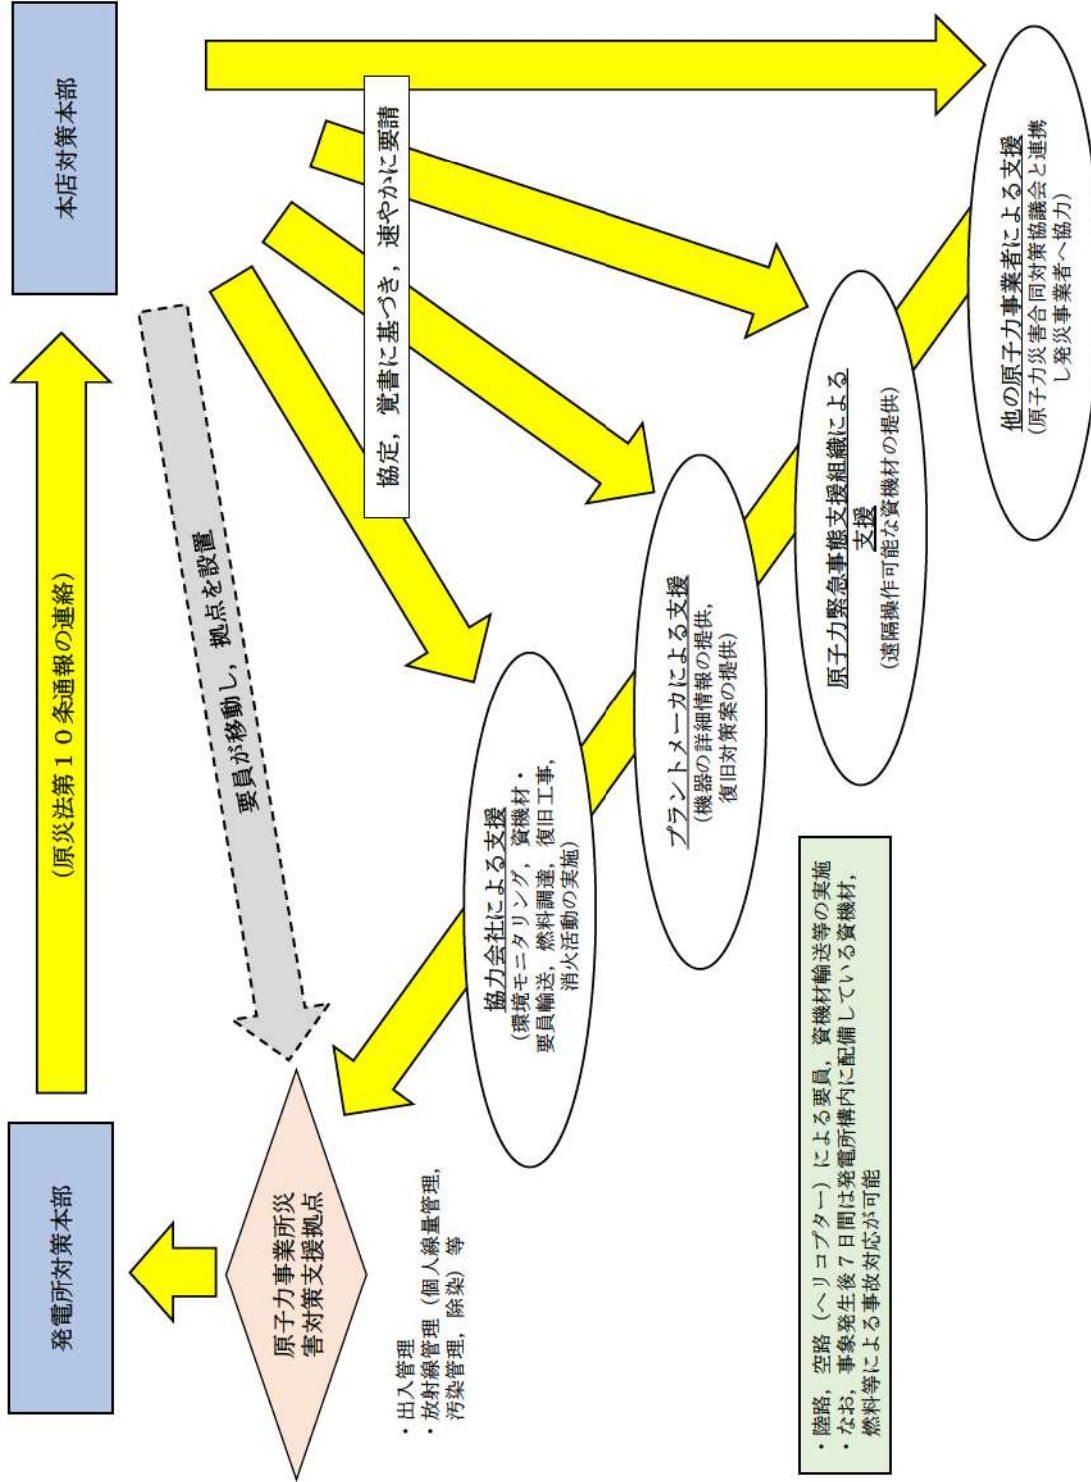 発電所対策本部
(原災法第１０条通報の連絡)
本店対策本部
要員が移動し，拠点を設置
原子力事業所災
害対策支援拠点
協定，覚書に基づき，速やかに要請
・出入管理
・放射線管理（個人線量管理，
汚染管理，除染）等
協力会社による支援
(環境モニタリング，資機材・
要員輸送，燃料調達，復旧工事，
消火活動の実施)
プラントメーカによる支援
(機器の詳細情報の提供，
復旧対策案の提供)
原子力緊急事態支援組織による
支援
(遠隔操作可能な資機材の提供)
他の原子力事業者による支援
(原子力災害合同対策協議会と連携
し発災事業者へ協力)
・陸路，空路（ヘリコプター）による要員，資機材輸送等の実施
・なお，事象発生後７日間は発電所構内に配備している資機材，
燃料等による事故対応が可能